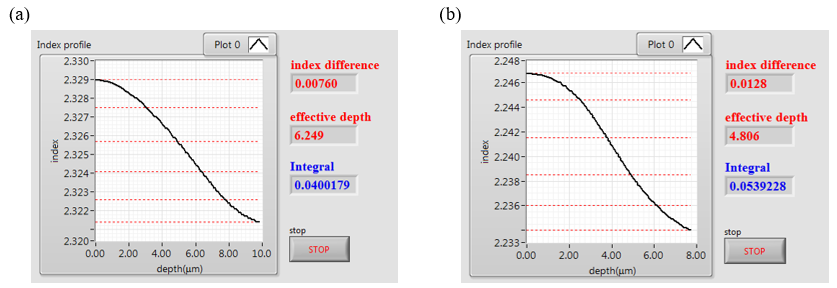 (a)
Index profile
Plot 0
2.330
2.329
2.328
2.327
2.326
2.325
2.324
2.323
2.322
2.321
2.320
index
0.00 2.00 4.00 6.00 8.00 10.0
depth(μm)
index difference
0.00760
effective depth
6.249
Integral
0.0400179
stop
STOP
(b)
Index profile
Plot 0
2.248
2.246
2.244
2.242
2.240
2.238
2.236
2.233
index
0.00 2.00 4.00 6.00 8.00
depth(μm)
index difference
0.0128
effective depth
4.806
Integral
0.0539228
stop
STOP